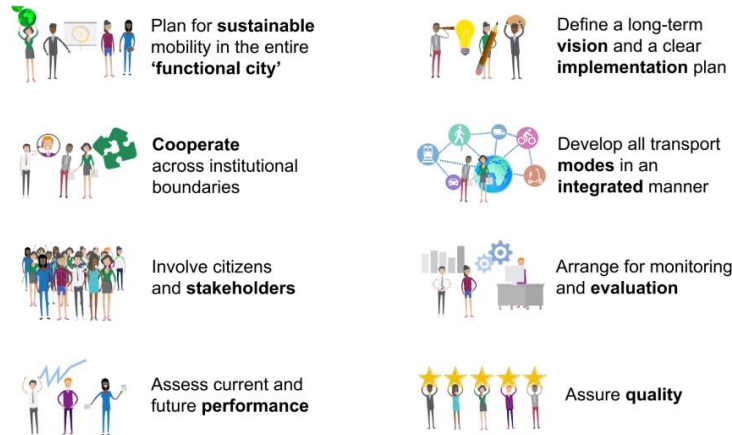 Plan for sustainable
mobility in the entire
‘functional city’
Cooperate
across institutional
boundaries
Involve citizens
and stakeholders
Assess current and
future performance
Define a long-term
vision and a clear
implementation plan
Develop all transport
modes in an
integrated manner
Arrange for monitoring
and evaluation
Assure quality